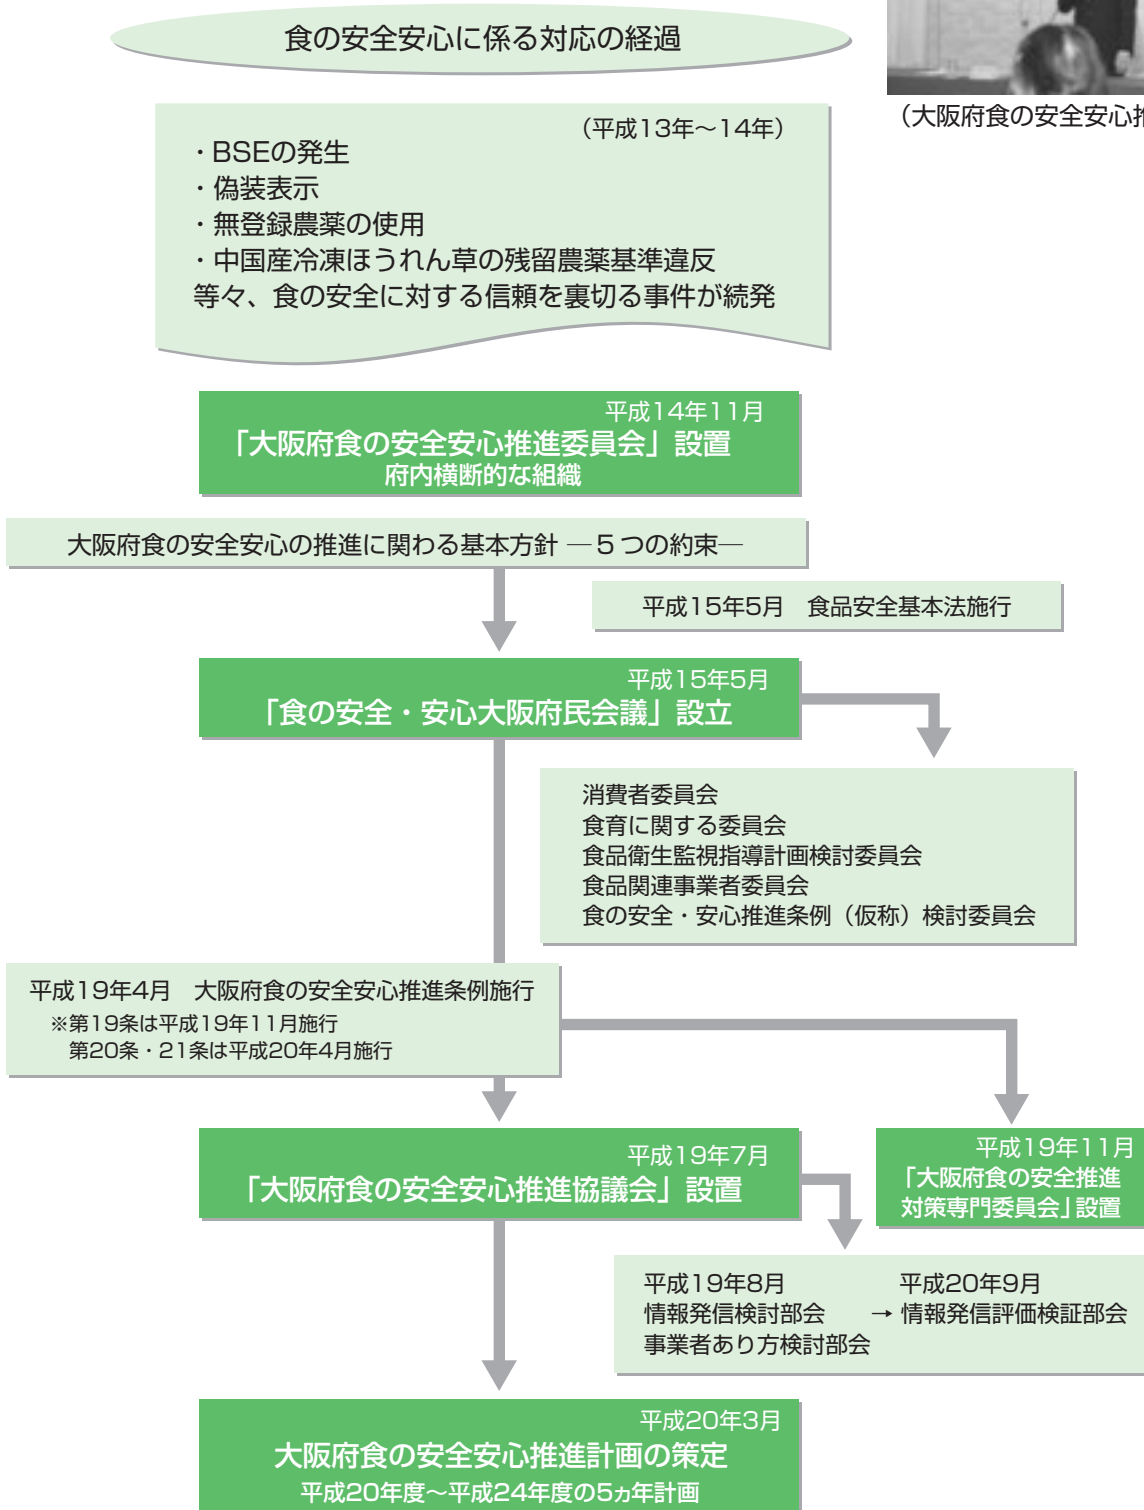 食の安全安心に係る対応の経過
（大阪府食の安全安心推
（平成13年～14年）
・BSEの発生
・偽装表示
・無登録農薬の使用
・中国産冷凍ほうれん草の残留農薬基準違反
等々、食の安全に対する信頼を裏切る事件が続発
平成14年11月
「大阪府食の安全安心推進委員会」設置
府内横断的な組織
大阪府食の安全安心の推進に関わる基本方針 ―５つの約束―
平成15年5月　食品安全基本法施行
平成15年5月
「食の安全・安心大阪府民会議」設立
消費者委員会
食育に関する委員会
食品衛生監視指導計画検討委員会
食品関連事業者委員会
食の安全・安心推進条例（仮称）検討委員会
平成19年4月　大阪府食の安全安心推進条例施行
※第19条は平成19年11月施行
第20条・21条は平成20年4月施行
平成19年7月
「大阪府食の安全安心推進協議会」設置
平成19年11月
「大阪府食の安全推進
対策専門委員会」設置
平成19年8月　平成20年9月
情報発信検討部会　→ 情報発信評価検証部会
事業者あり方検討部会
平成20年3月
大阪府食の安全安心推進計画の策定
平成20年度～平成24年度の5ヵ年計画